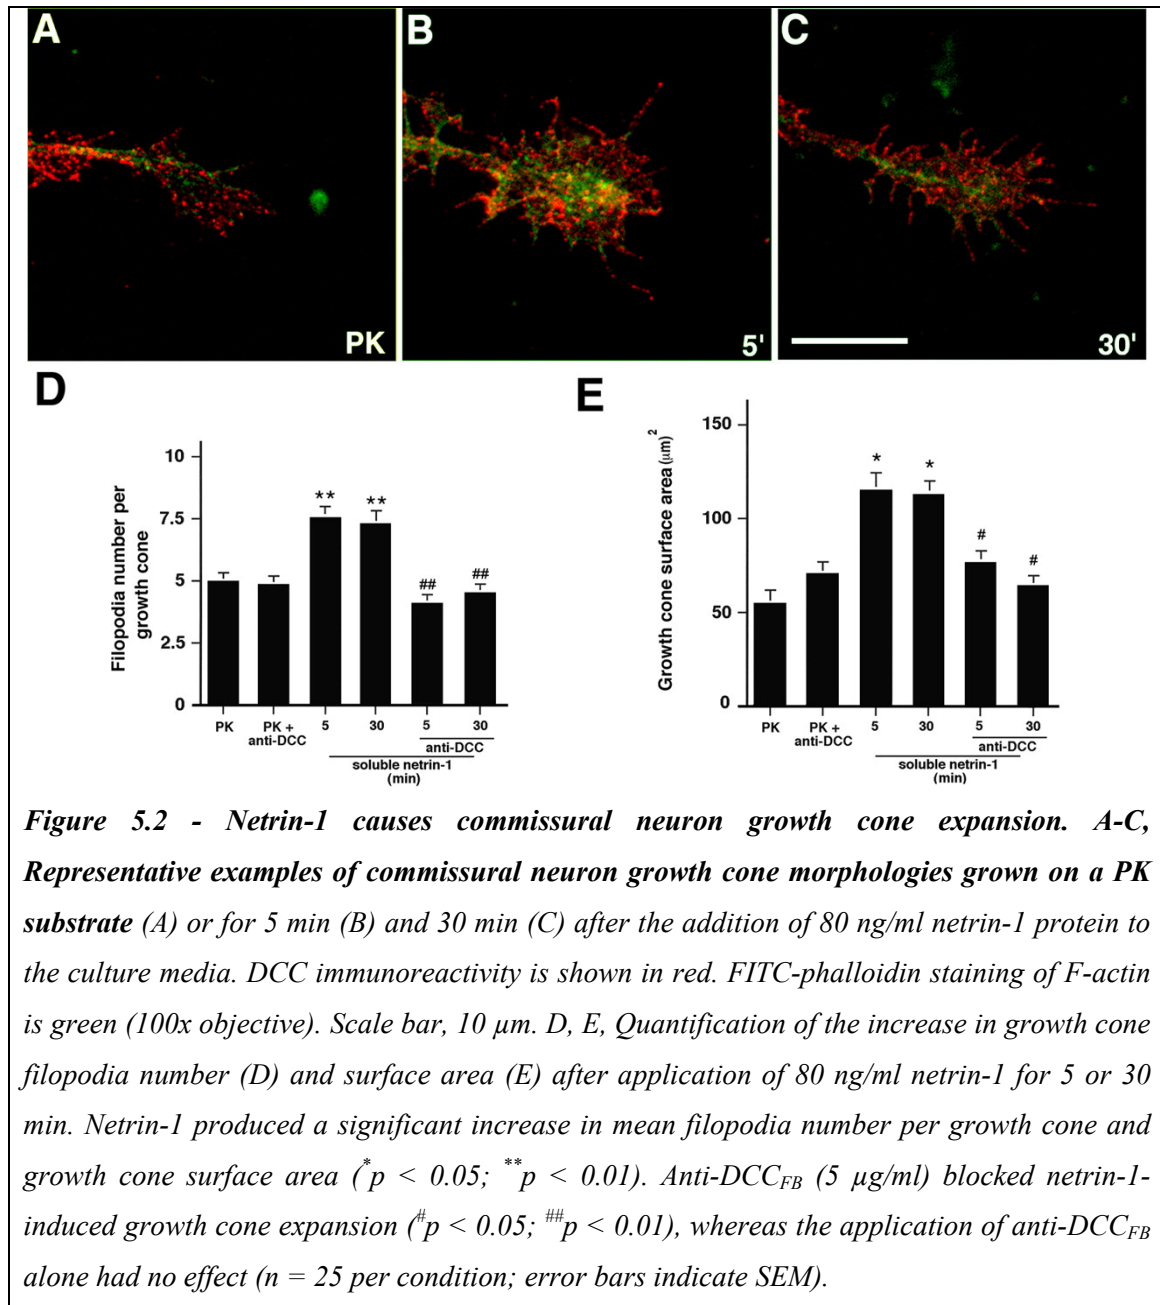 A
B
C
PK
5'
30'
D
E
10
7.5
5
2.5
0
Filopodia number per
growth cone
**
**
##
##
PK
PK +
anti-DCC
5
30
5
30
anti-DCC
soluble netrin-1
(min)
150
100
50
0
Growth cone surface area (μm)²
*
*
#
#
PK
PK +
anti-DCC
5
30
5
30
anti-DCC
soluble netrin-1
(min)
Figure 5.2 - Netrin-1 causes commissural neuron growth cone expansion. A-C,
Representative examples of commissural neuron growth cone morphologies grown on a PK
substrate (A) or for 5 min (B) and 30 min (C) after the addition of 80 ng/ml netrin-1 protein to
the culture media. DCC immunoreactivity is shown in red. FITC-phalloidin staining of F-actin
is green (100x objective). Scale bar, 10 μm. D, E, Quantification of the increase in growth cone
filopodia number (D) and surface area (E) after application of 80 ng/ml netrin-1 for 5 or 30
min. Netrin-1 produced a significant increase in mean filopodia number per growth cone and
growth cone surface area (*p < 0.05; **p < 0.01). Anti-DCC_FB (5 μg/ml) blocked netrin-1-
induced growth cone expansion (#p < 0.05; ##p < 0.01), whereas the application of anti-DCC_FB
alone had no effect (n = 25 per condition; error bars indicate SEM).